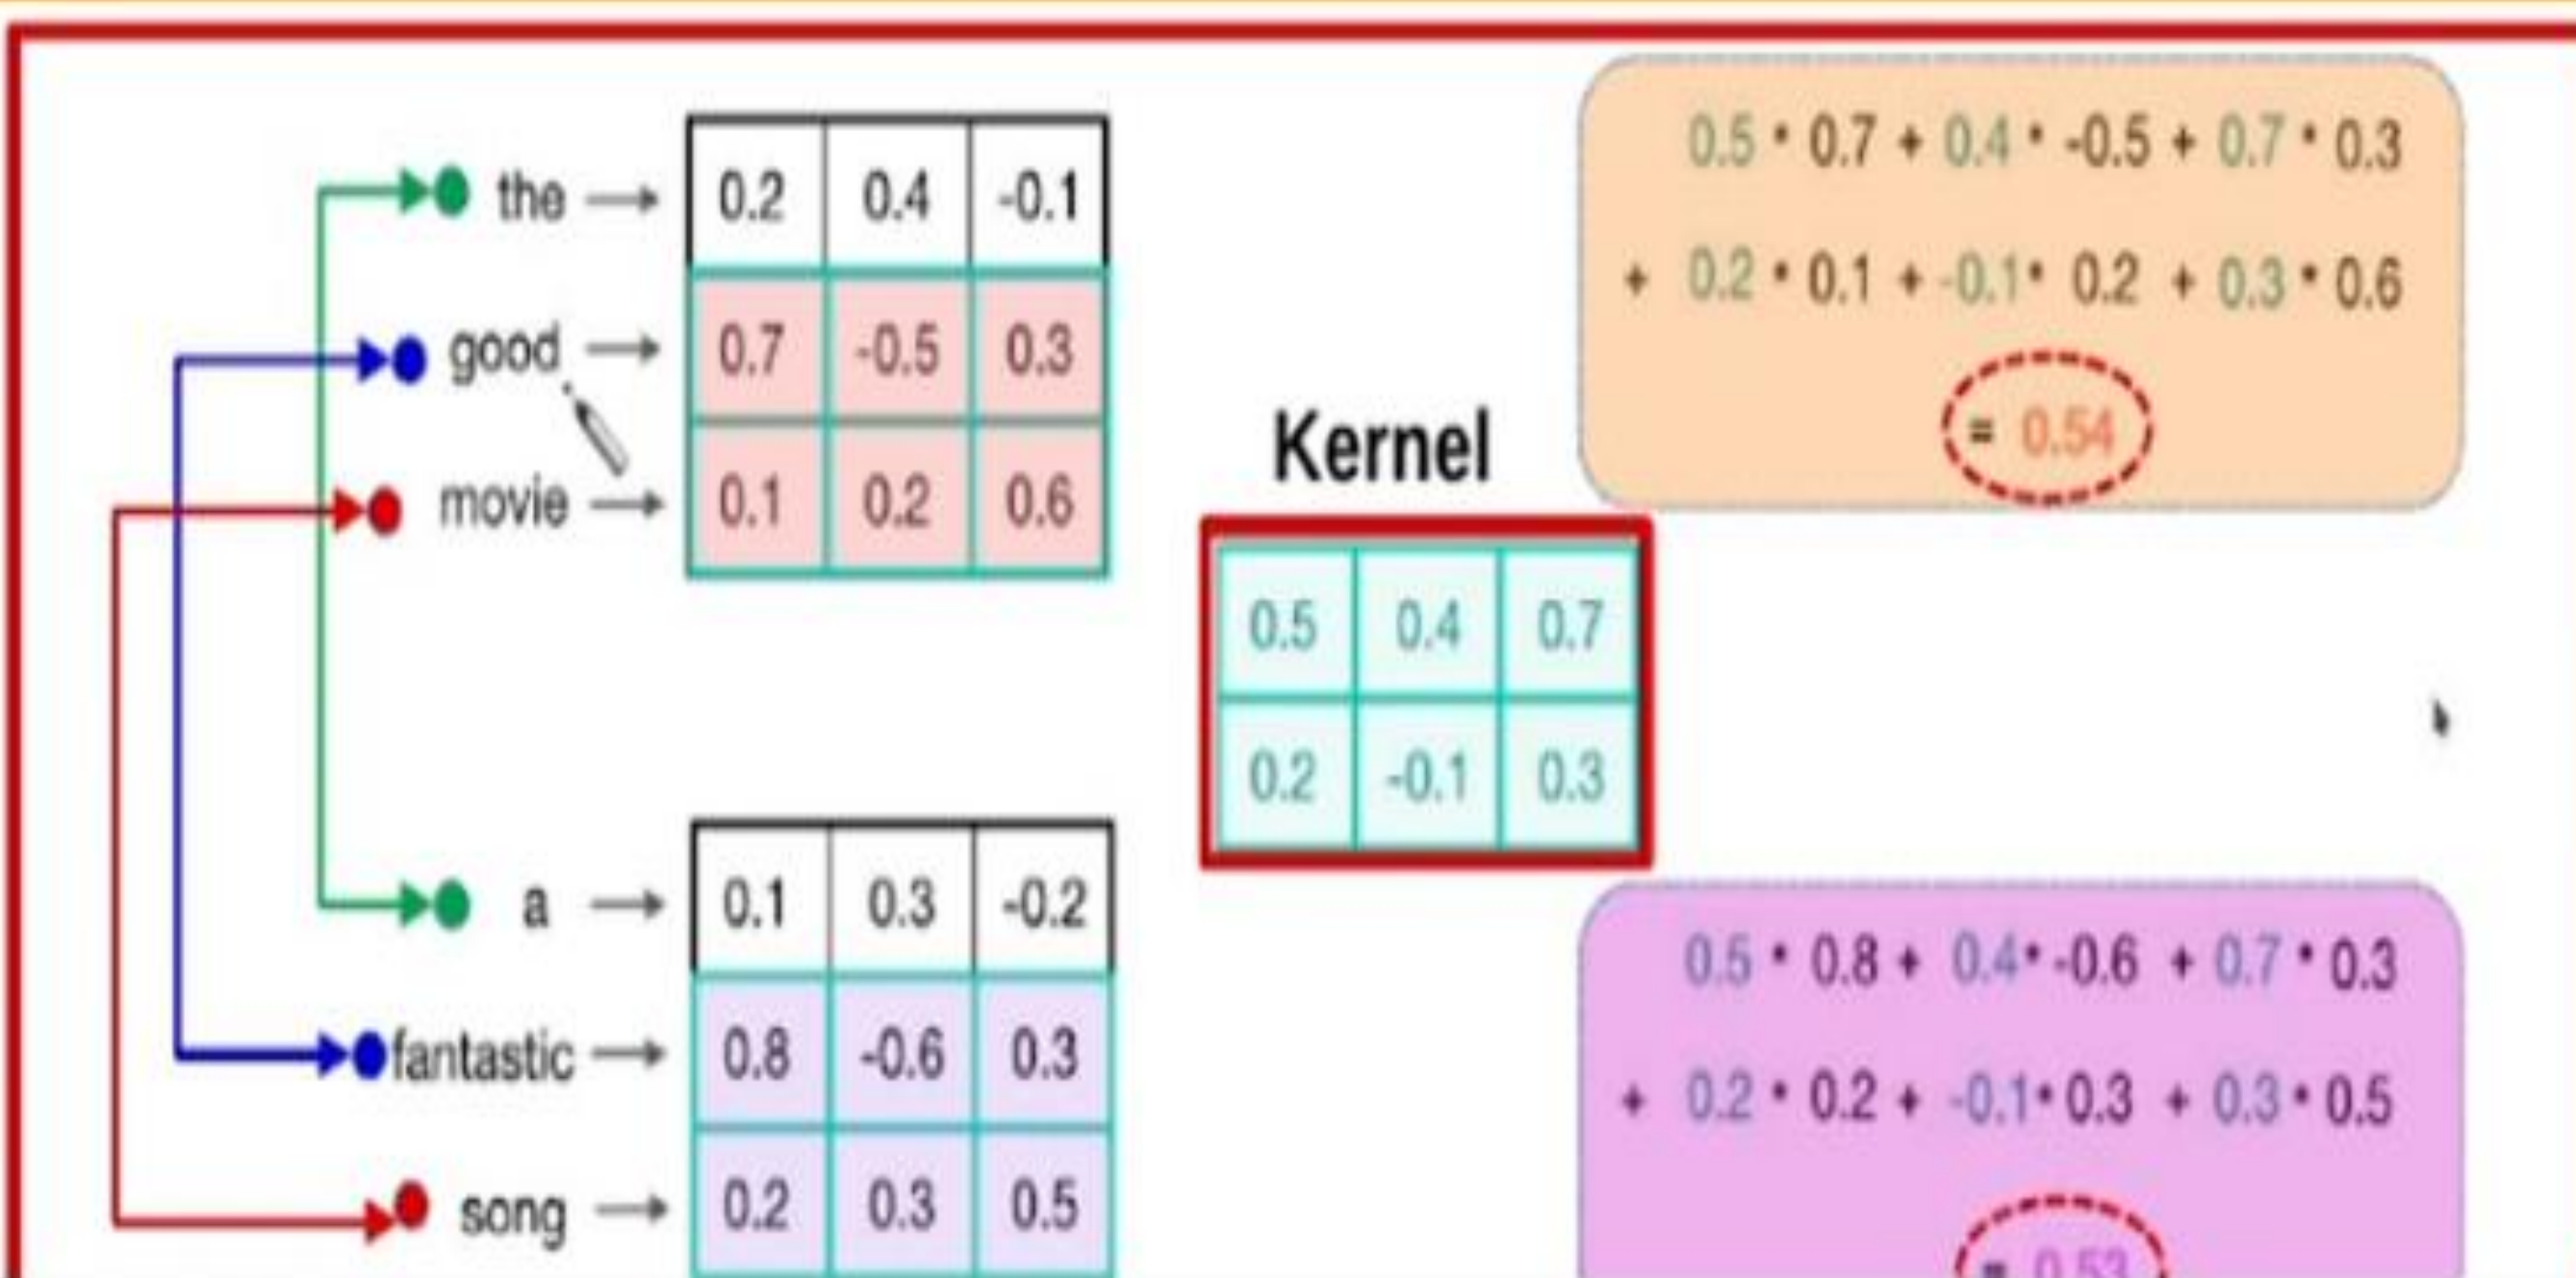 the → 0.2 0.4 -0.1
good → 0.7 -0.5 0.3
movie → 0.1 0.2 0.6
0.5 • 0.7 + 0.4 • -0.5 + 0.7 • 0.3
+ 0.2 • 0.1 + -0.1 • 0.2 + 0.3 • 0.6
= 0.54
Kernel
0.5 0.4 0.7
0.2 -0.1 0.3
a → 0.1 0.3 -0.2
fantastic → 0.8 -0.6 0.3
song → 0.2 0.3 0.5
0.5 • 0.8 + 0.4 • -0.6 + 0.7 • 0.3
+ 0.2 • 0.2 + -0.1 • 0.3 + 0.3 • 0.5
= 0.53